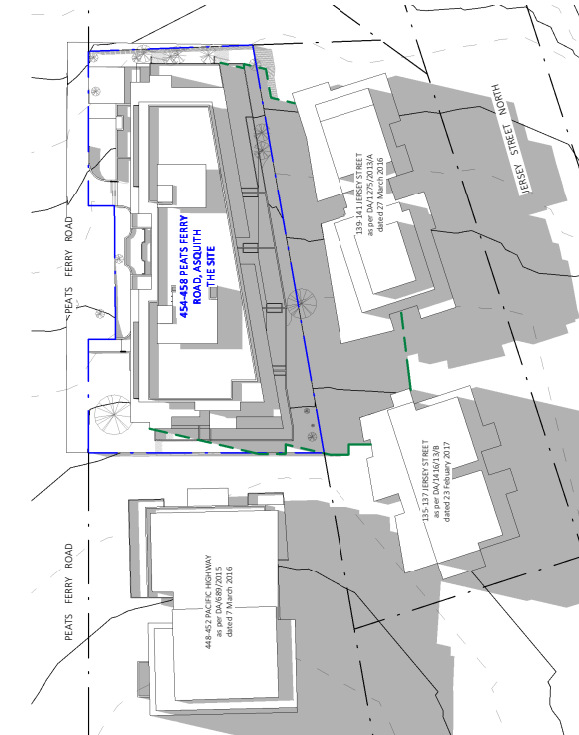 PEATS FERRY ROAD
454-458 PEATS FERRY
ROAD, ASQUITH
THE SITE
139-141 JERSEY STREET
as per DA/1275/2013/A
dated 27 March 2016
JERSEY STREET NORTH
135-137 JERSEY STREET
as per DA/1416/13/B
dated 23 Febuary 2017
PEATS FERRY ROAD
448-452 PACIFIC HIGHWAY
as per DA/689/2015
dated 7 March 2016